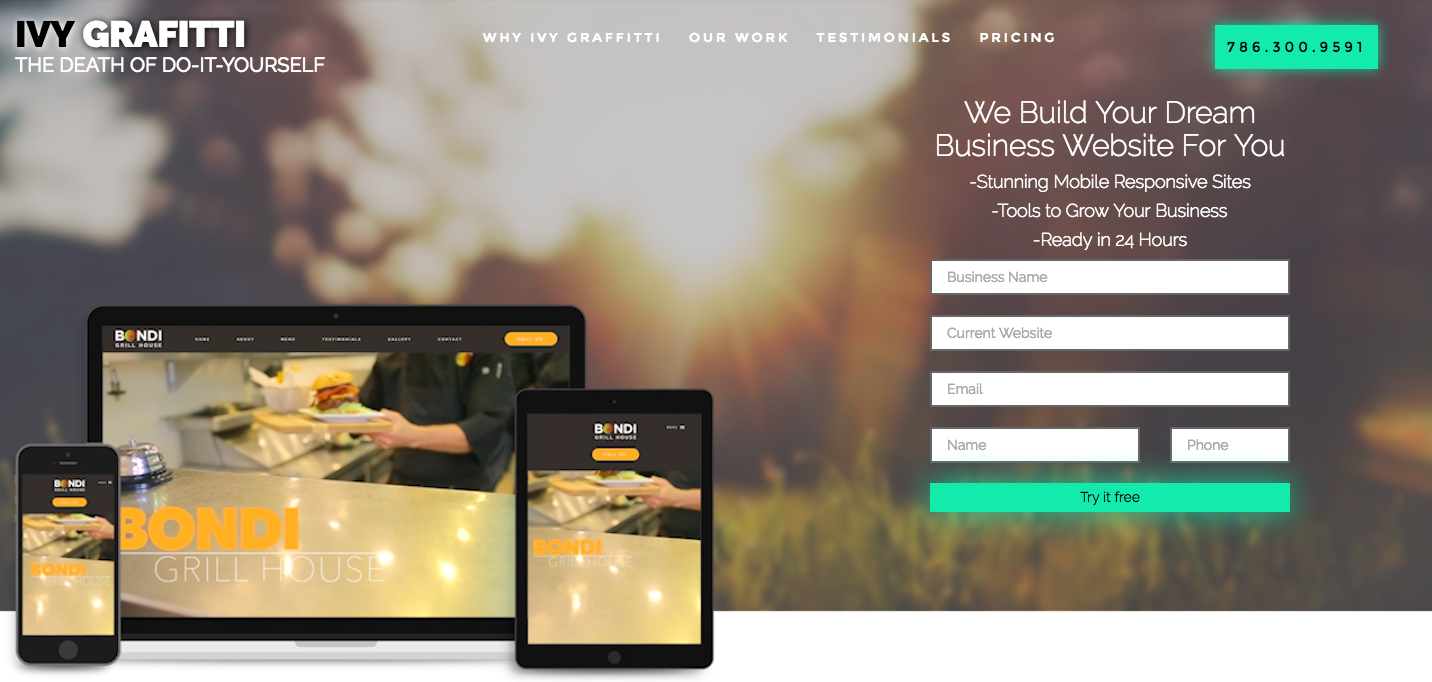 IVY GRAFITTI
THE DEATH OF DO-IT-YOURSELF
WHY IVY GRAFFITTI OUR WORK TESTIMONIALS PRICING
786.300.9591
We Build Your Dream
Business Website For You
-Stunning Mobile Responsive Sites
-Tools to Grow Your Business
-Ready in 24 Hours
Business Name
Current Website
Email
Name Phone
Try it free
BONDI
GRILL HOUSE
HOME ABOUT MENU TESTIMONIALS GALLERY CONTACT
CALL US
BONDI
GRILL HOUSE
BONDI
GRILL HOUSE
MENU
CALL US
BONDI
GRILL HOUSE
BONDI
GRILL HOUSE
BONDI
GRILL HOUSE